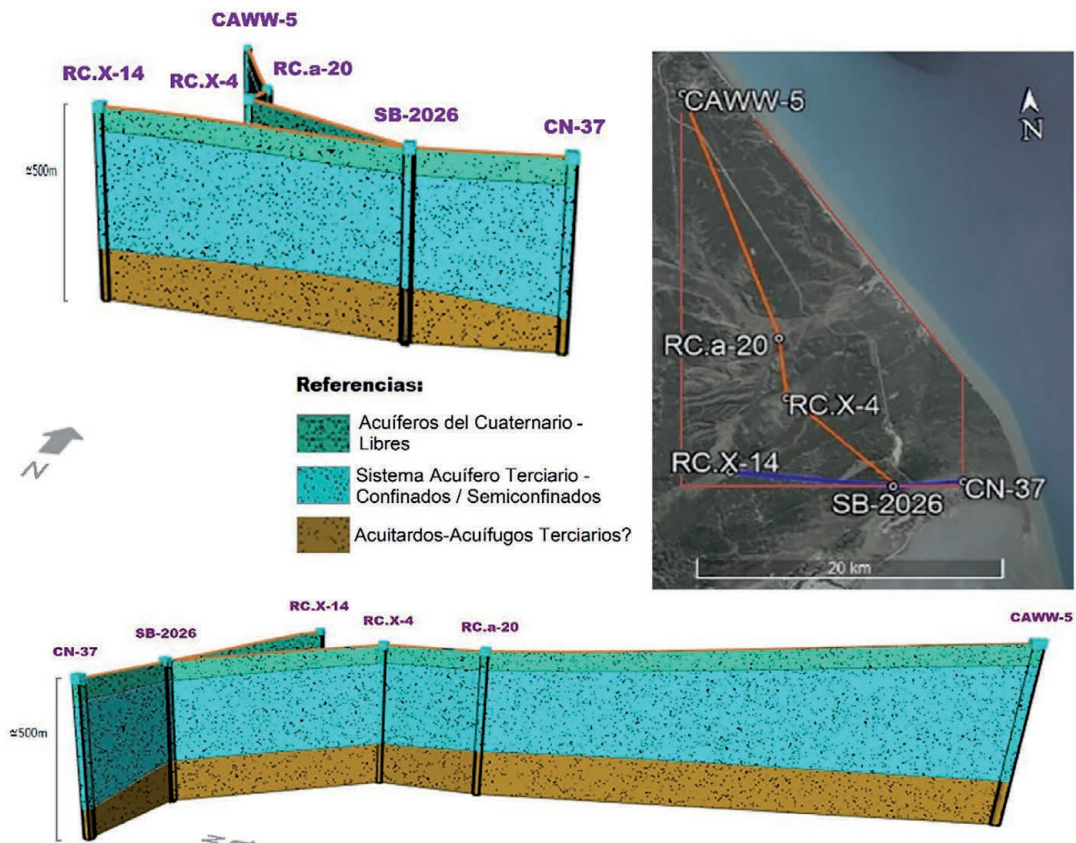 CAWW-5
RC.X-14
RC.X-4
RC.a-20
SB-2026
CN-37
≅500m
N
Referencias:
Acuíferos del Cuaternario -
Libres
Sistema Acuífero Terciario -
Confinados / Semiconfinados
Acuitardos-Acuífugos Terciarios?
CAWW-5
N
RC.a-20
RC.X-4
RC.X-14
SB-2026
CN-37
20 km
CN-37
SB-2026
RC.X-14
RC.X-4
RC.a-20
CAWW-5
≅500m
N